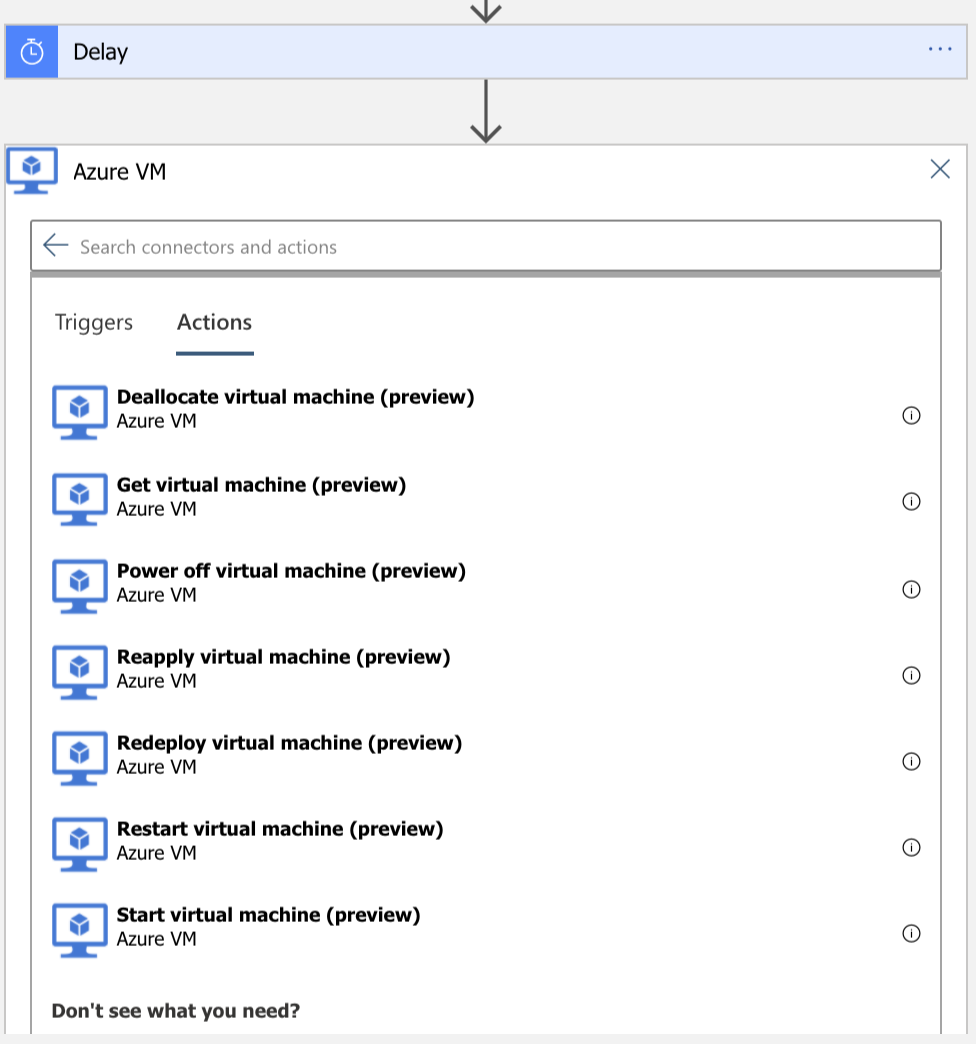 Delay
...
Azure VM
Search connectors and actions
Triggers Actions
Deallocate virtual machine (preview)
Azure VM
Get virtual machine (preview)
Azure VM
Power off virtual machine (preview)
Azure VM
Reapply virtual machine (preview)
Azure VM
Redeploy virtual machine (preview)
Azure VM
Restart virtual machine (preview)
Azure VM
Start virtual machine (preview)
Azure VM
Don't see what you need?